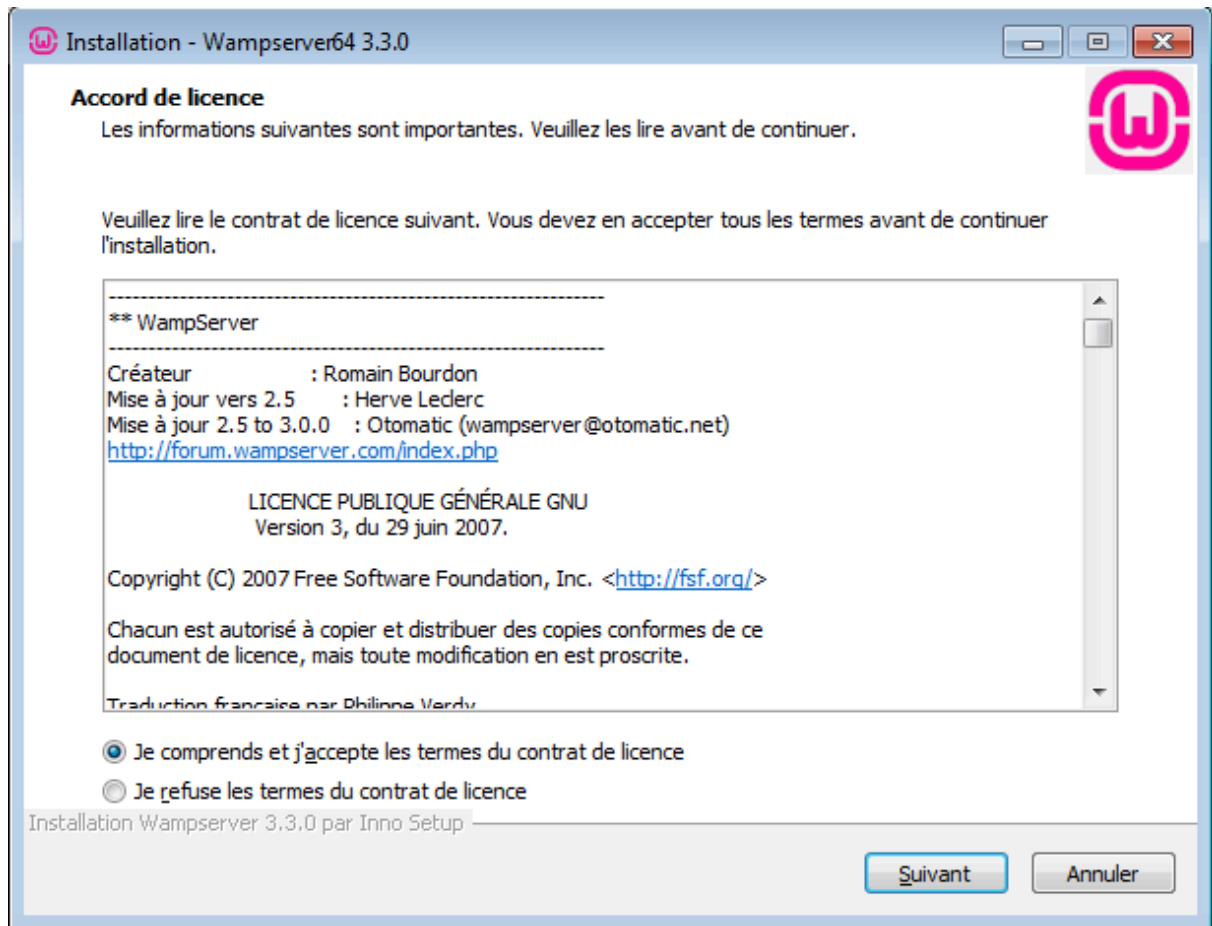 Installation - Wampserver64 3.3.0
Accord de licence
Les informations suivantes sont importantes. Veuillez les lire avant de continuer.
Veuillez lire le contrat de licence suivant. Vous devez en accepter tous les termes avant de continuer
l'installation.
---------------------------------------------------------------
** WampServer
---------------------------------------------------------------
Créateur : Romain Bourdon
Mise à jour vers 2.5 : Herve Leclerc
Mise à jour 2.5 to 3.0.0 : Otomatic (wampserver@otomatic.net)
http://forum.wampserver.com/index.php
LICENCE PUBLIQUE GÉNÉRALE GNU
Version 3, du 29 juin 2007.
Copyright (C) 2007 Free Software Foundation, Inc. <http://fsf.org/>
Chacun est autorisé à copier et distribuer des copies conformes de ce
document de licence, mais toute modification en est proscrite.
Traduction française par Philippe Verdy
Je comprends et j'accepte les termes du contrat de licence
Je refuse les termes du contrat de licence
Installation Wampserver 3.3.0 par Inno Setup
Suivant
Annuler